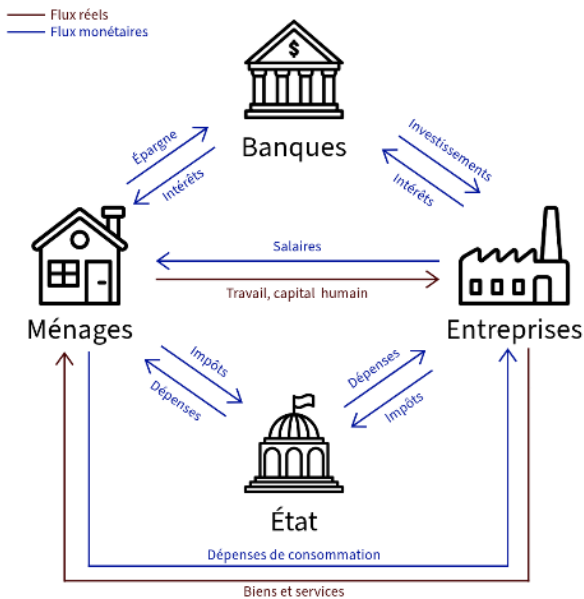 Flux réels
Flux monétaires
$
Banques
Épargne
Intérêts
Investissements
Intérêts
Salaires
Travail, capital humain
Ménages
Entreprises
Impôts
Dépenses
Dépenses
Impôts
État
Dépenses de consommation
Biens et services